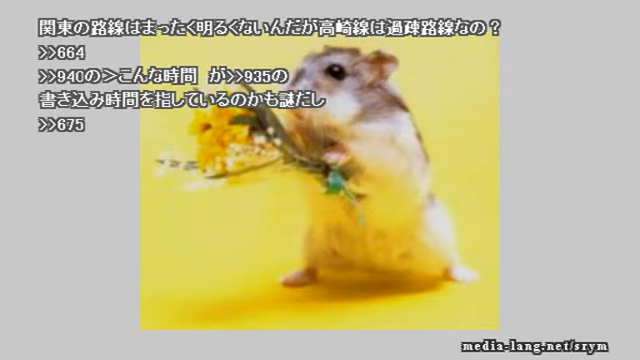 関東の路線はまったく明るくないんだが高崎線は過疎路線なの？
>>664
>>940の＞こんな時間　が>>935の
書き込み時間を指しているのかも謎だし
>>675
media-lang-net/srym